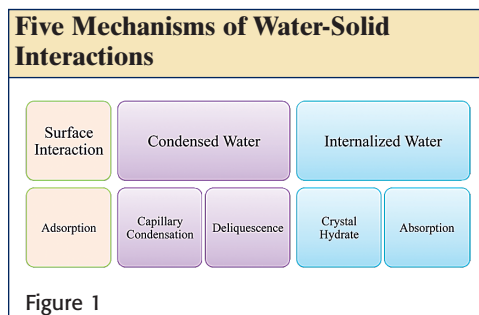 Five Mechanisms of Water-Solid
Interactions
Surface
Interaction
Condensed Water
Internalized Water
Adsorption
Capillary
Condensation
Deliquescence
Crystal
Hydrate
Absorption
Figure 1